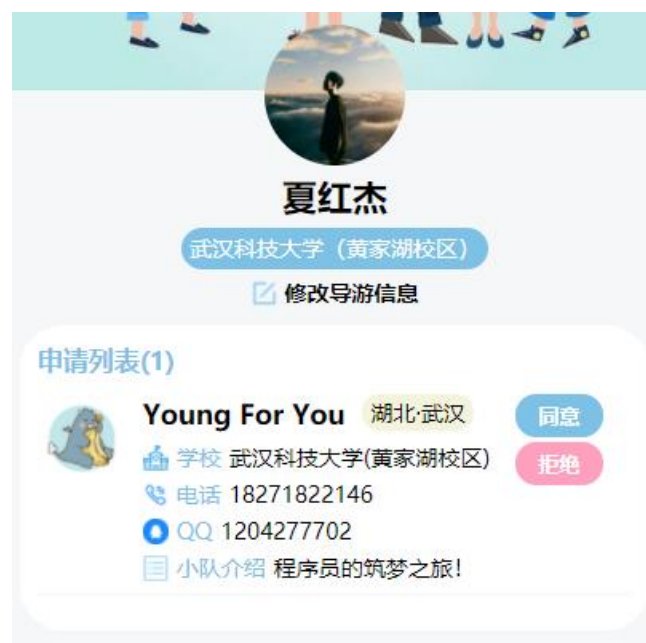 夏红杰
武汉科技大学（黄家湖校区）
修改导游信息
申请列表(1)
Young For You 湖北·武汉 同意
学校 武汉科技大学(黄家湖校区) 拒绝
电话 18271822146
QQ 1204277702
小队介绍 程序员的筑梦之旅！